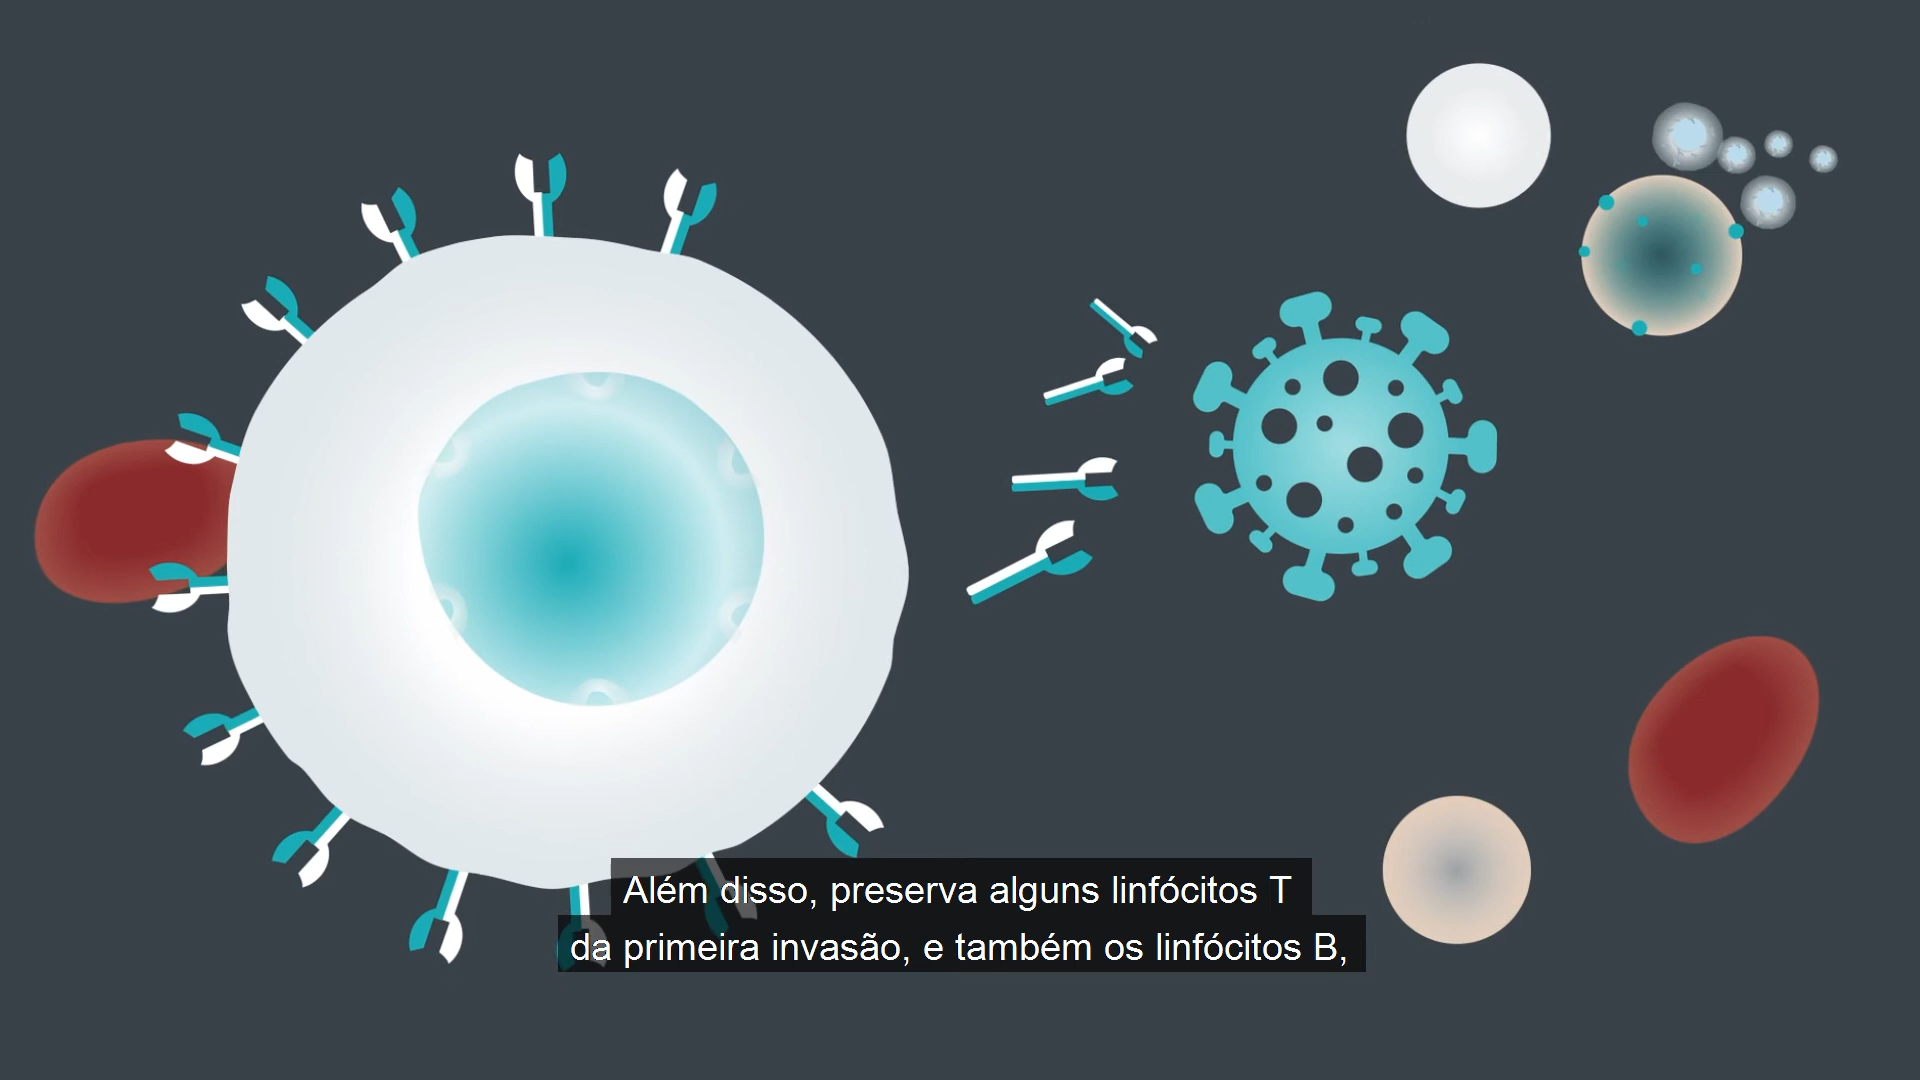 Além disso, preserva alguns linfócitos T
da primeira invasão, e também os linfócitos B,